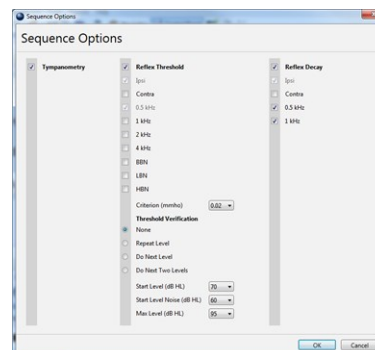 Sequence Options
Sequence Options
Tympanometry
Reflex Threshold
Ipsi
Contra
0.5 kHz
1 kHz
2 kHz
4 kHz
BBN
LBN
HBN
Criterion (mmho) 0.02
Threshold Verification
None
Repeat Level
Do Next Level
Do Next Two Levels
Start Level (dB HL) 70
Start Level Noise (dB HL) 60
Max Level (dB HL) 95
Reflex Decay
Ipsi
Contra
0.5 kHz
1 kHz
OK Cancel